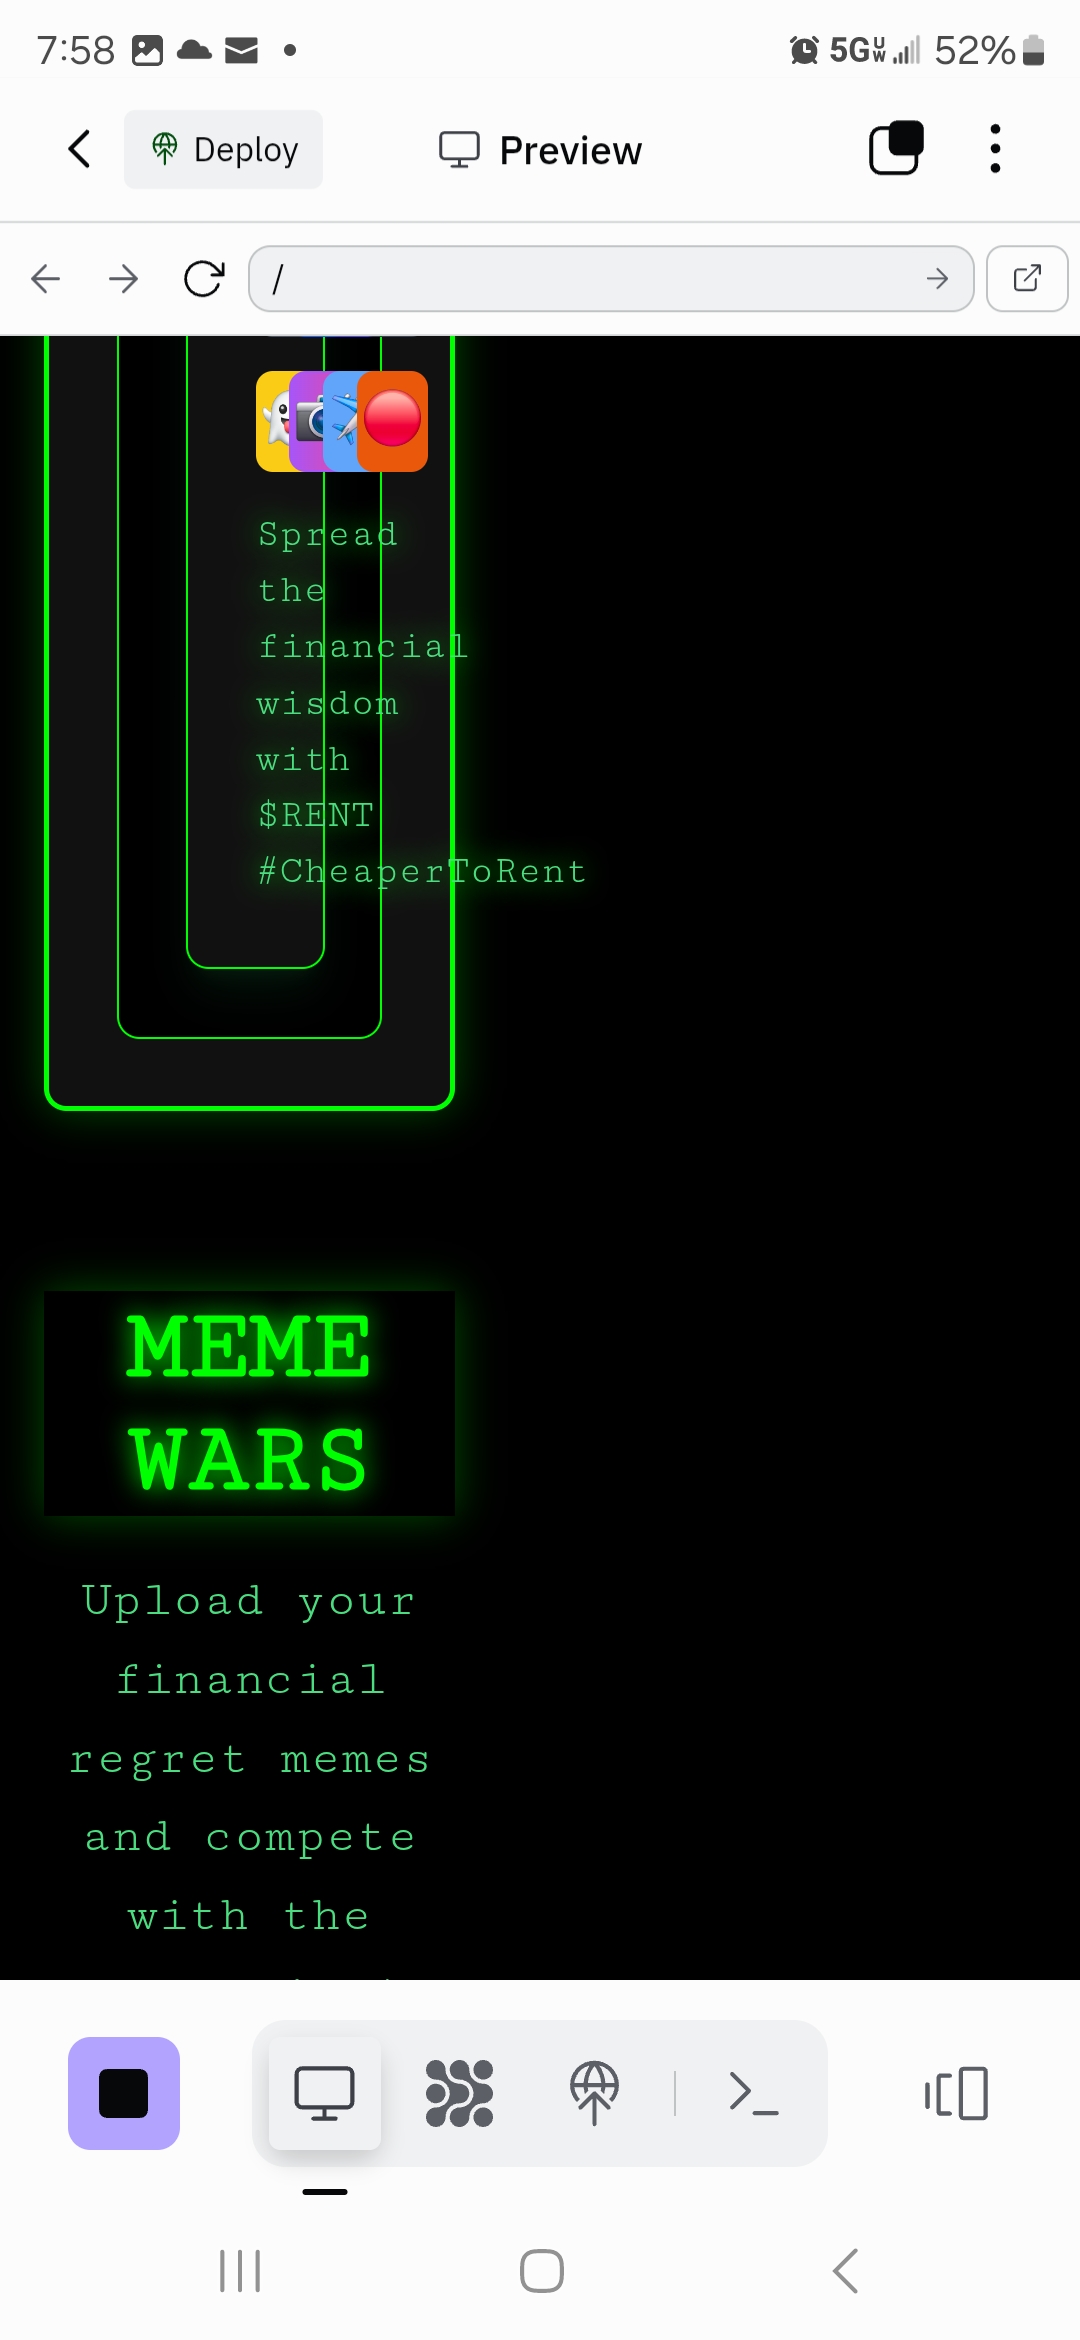 7:58
5G UW 52%
Deploy
Preview
/
Spread
the
financial
wisdom
with
$RENT
#CheaperToRent
MEME
WARS
Upload your
financial
regret memes
and compete
with the